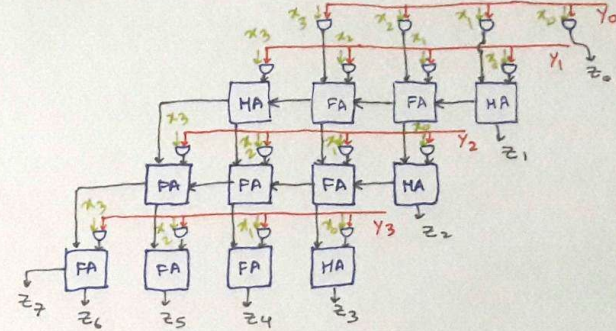 x3 x2 x1 x0 Y0
x3 x2 x1 x0 Y1 Z0
HA FA FA HA
x3 x2 x1 x0 Y2 Z1
FA FA FA HA
x3 x2 x1 x0 Y3 Z2
FA FA FA HA
Z7 Z6 Z5 Z4 Z3